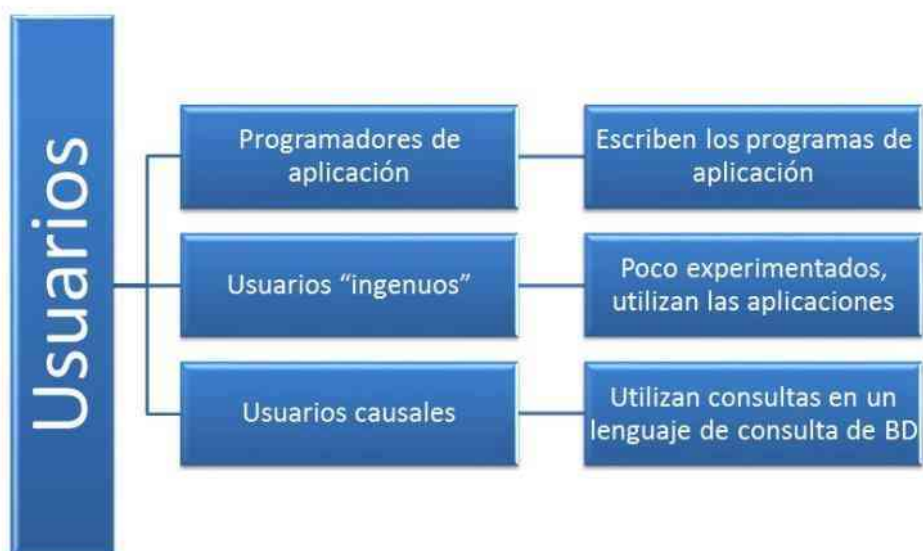 Usuarios
Programadores de
aplicación
Escriben los programas de
aplicación
Usuarios “ingenuos”
Poco experimentados,
utilizan las aplicaciones
Usuarios causales
Utilizan consultas en un
lenguaje de consulta de BD